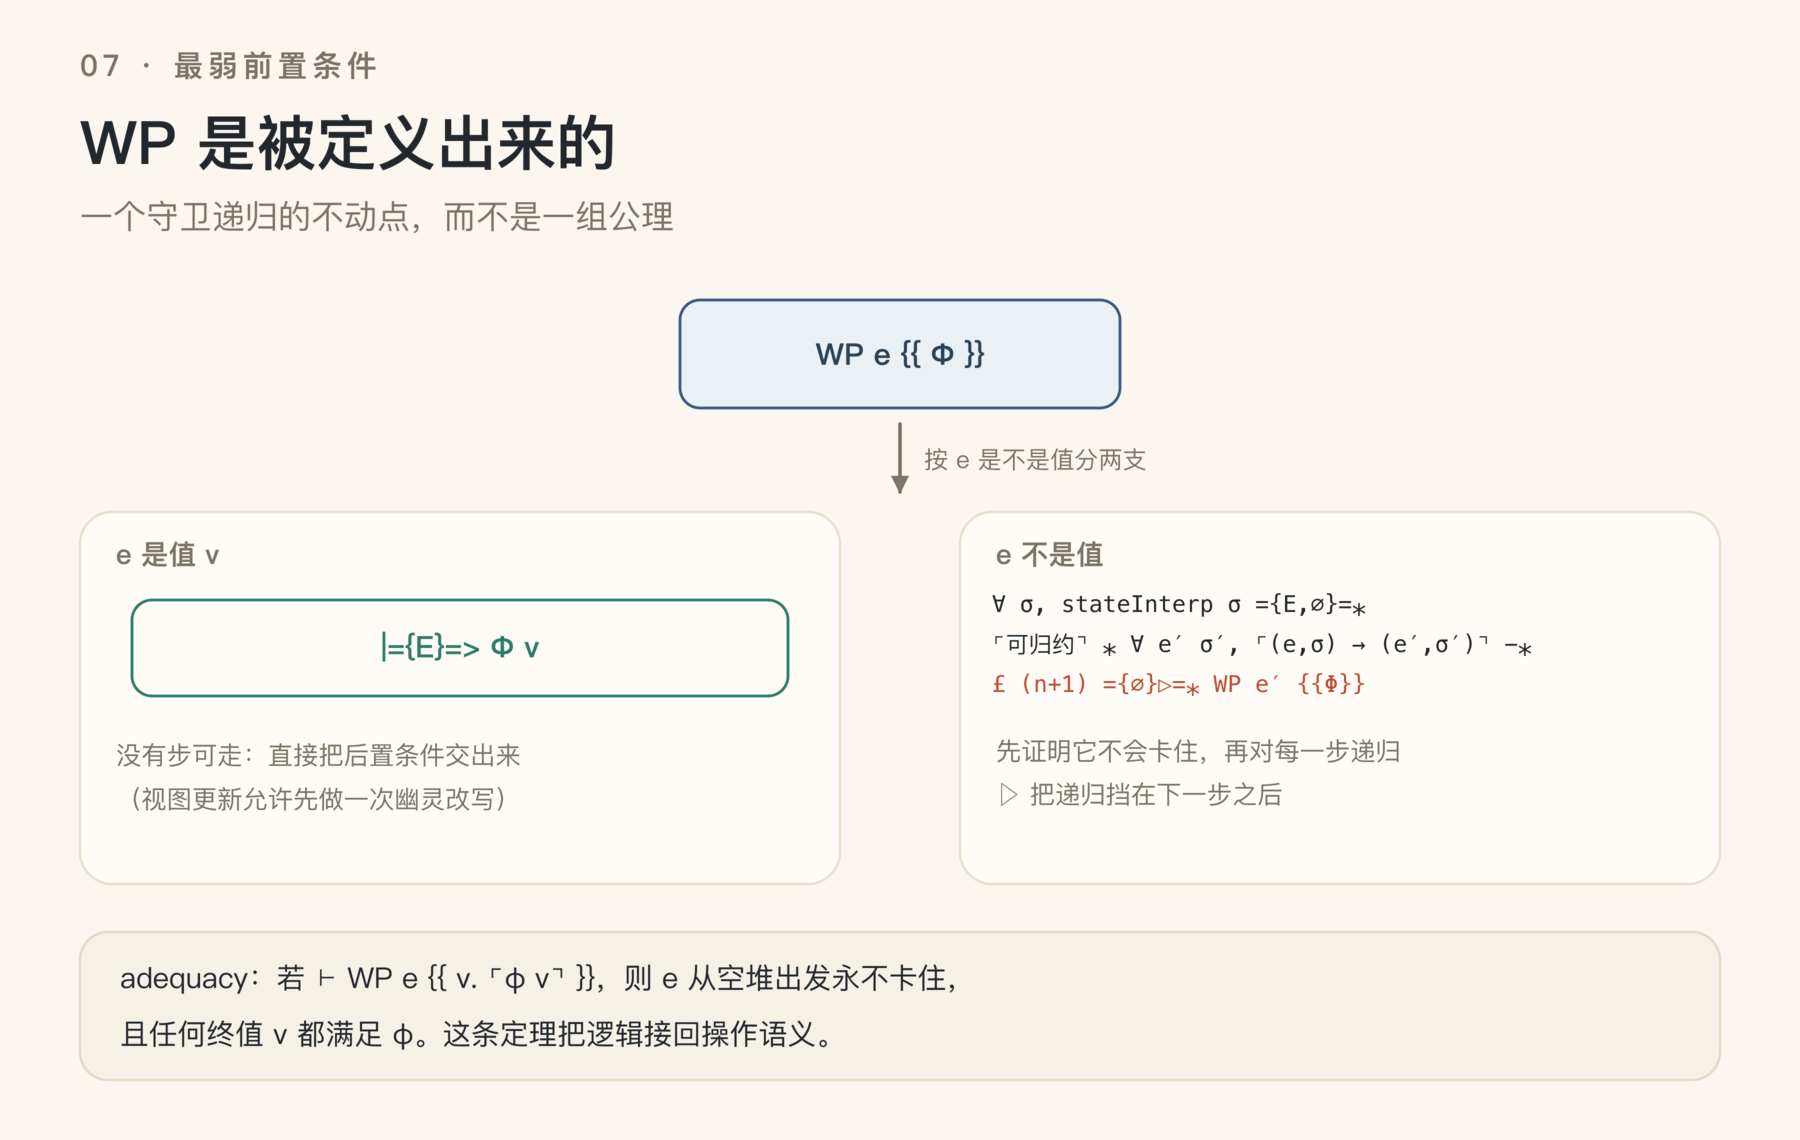 07 · 最弱前置条件
WP 是被定义出来的
一个守卫递归的不动点，而不是一组公理
WP e {{ Φ }}
按 e 是不是值分两支
e 是值 v
|={E}=> Φ v
没有步可走：直接把后置条件交出来
（视图更新允许先做一次幽灵改写）
e 不是值
∀ σ, stateInterp σ ={E,∅}=∗
⌜可归约⌝ ∗ ∀ e′ σ′, ⌜(e,σ) → (e′,σ′)⌝ −∗
£ (n+1) ={∅}▷=∗ WP e′ {{Φ}}
先证明它不会卡住，再对每一步递归
▷ 把递归挡在下一步之后
adequacy：若 ⊢ WP e {{ v. ⌜φ v⌝ }}，则 e 从空堆出发永不卡住，
且任何终值 v 都满足 φ。这条定理把逻辑接回操作语义。